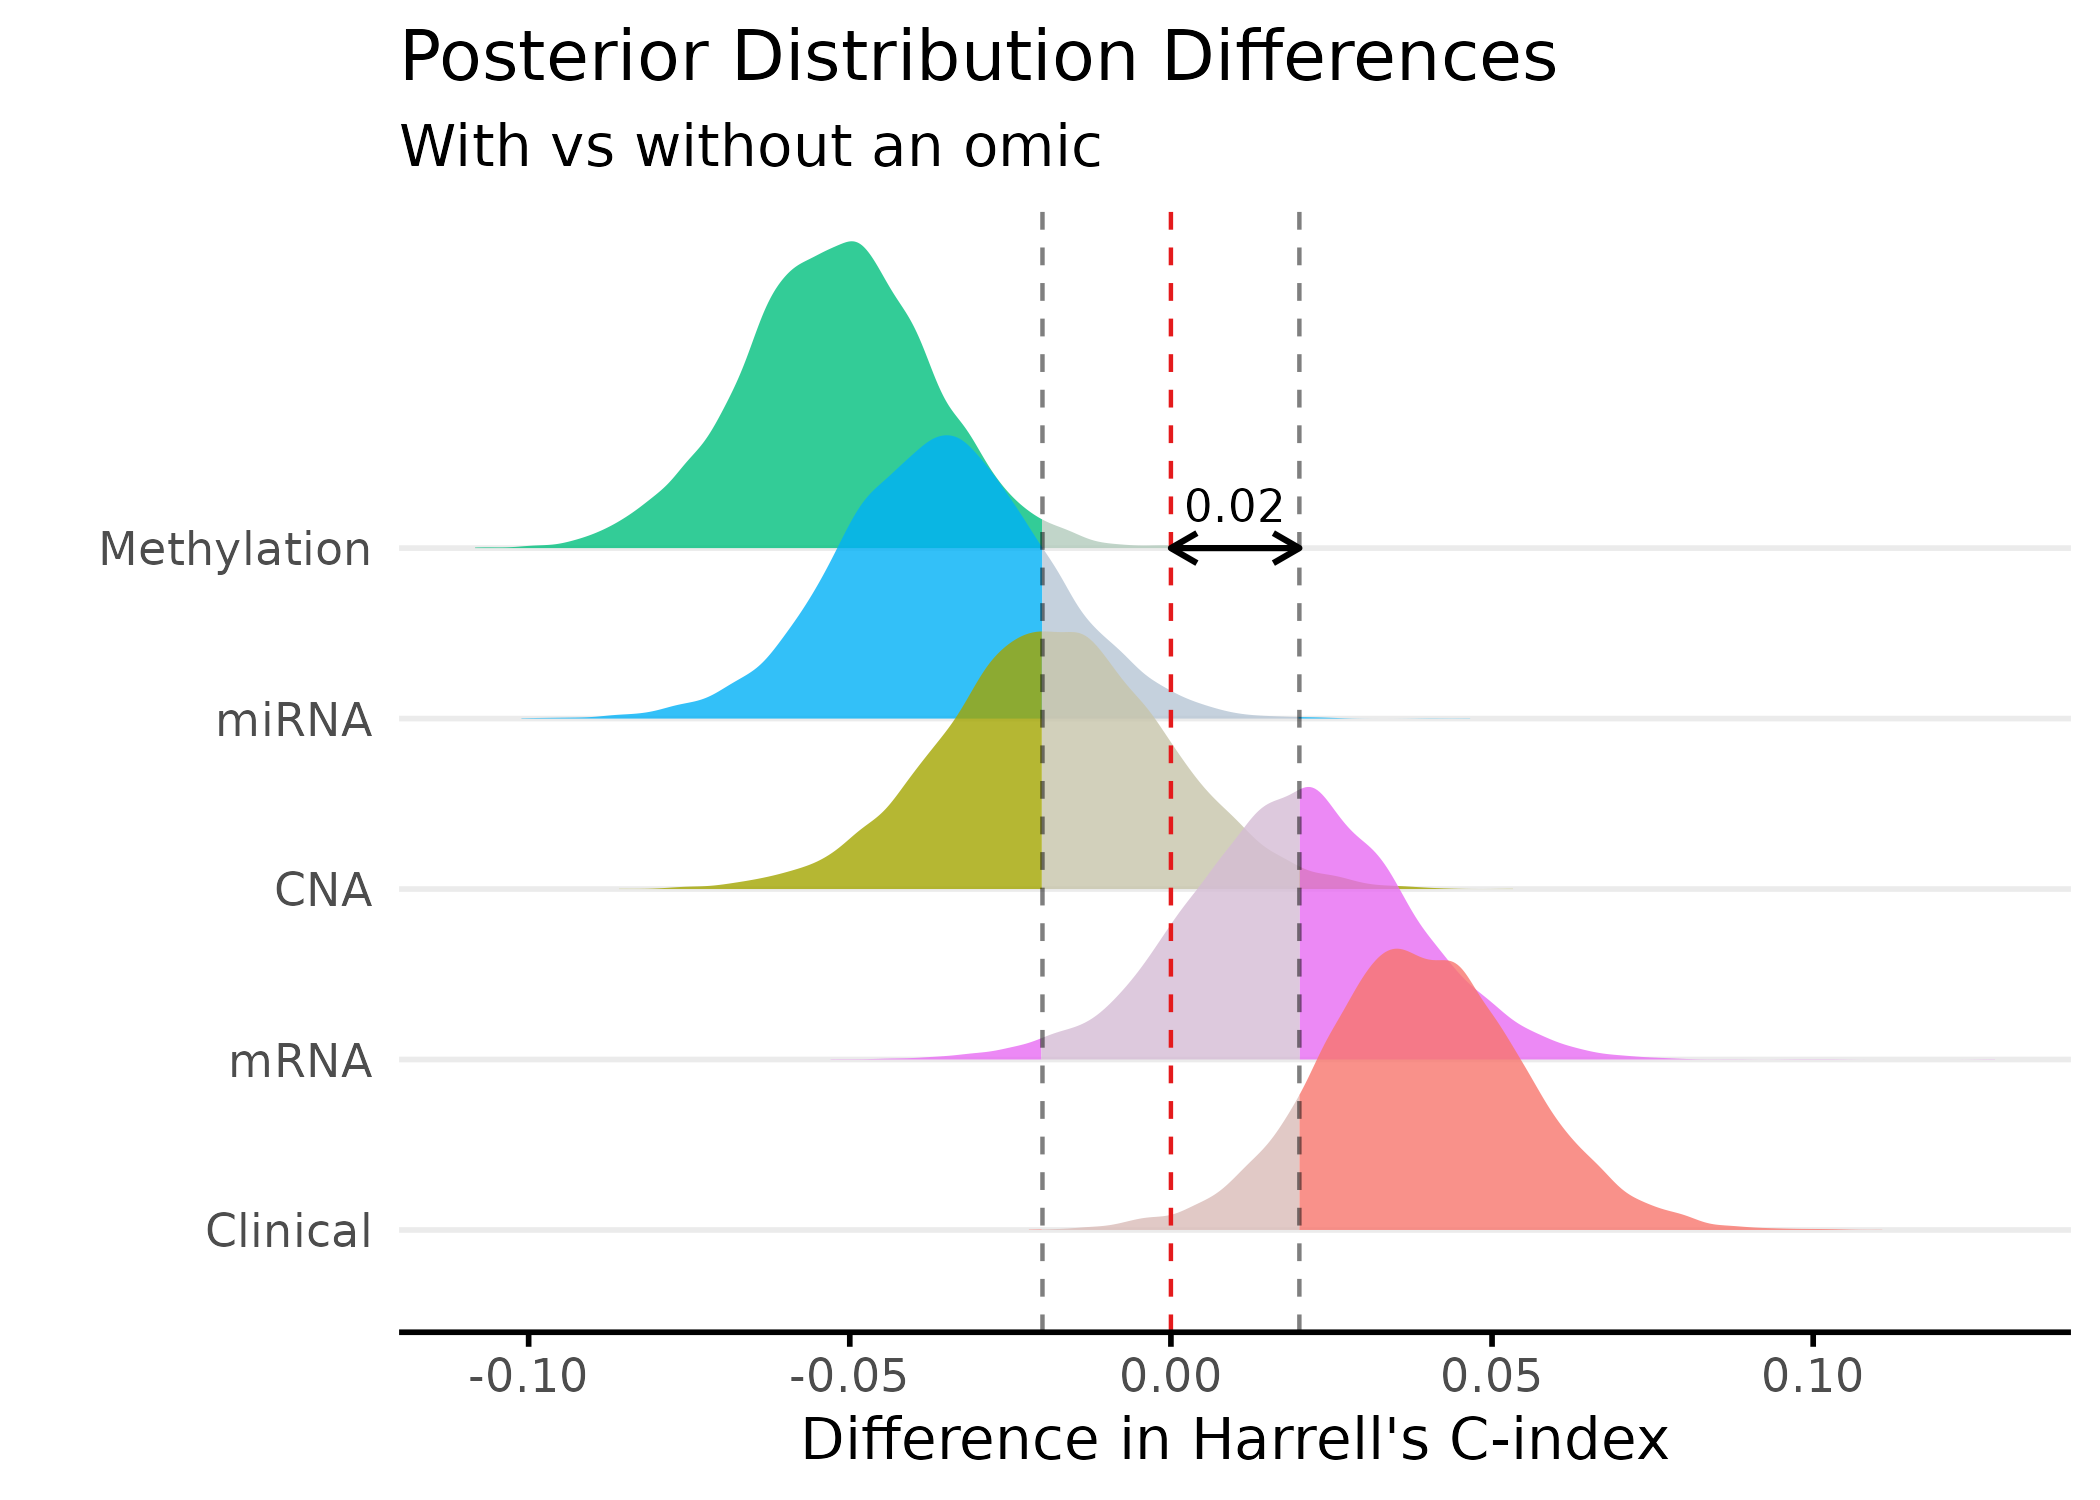 Posterior Distribution Differences
With vs without an omic
0.02
Methylation
miRNA
CNA
mRNA
Clinical
-0.10
-0.05
0.00
0.05
0.10
Difference in Harrell's C-index